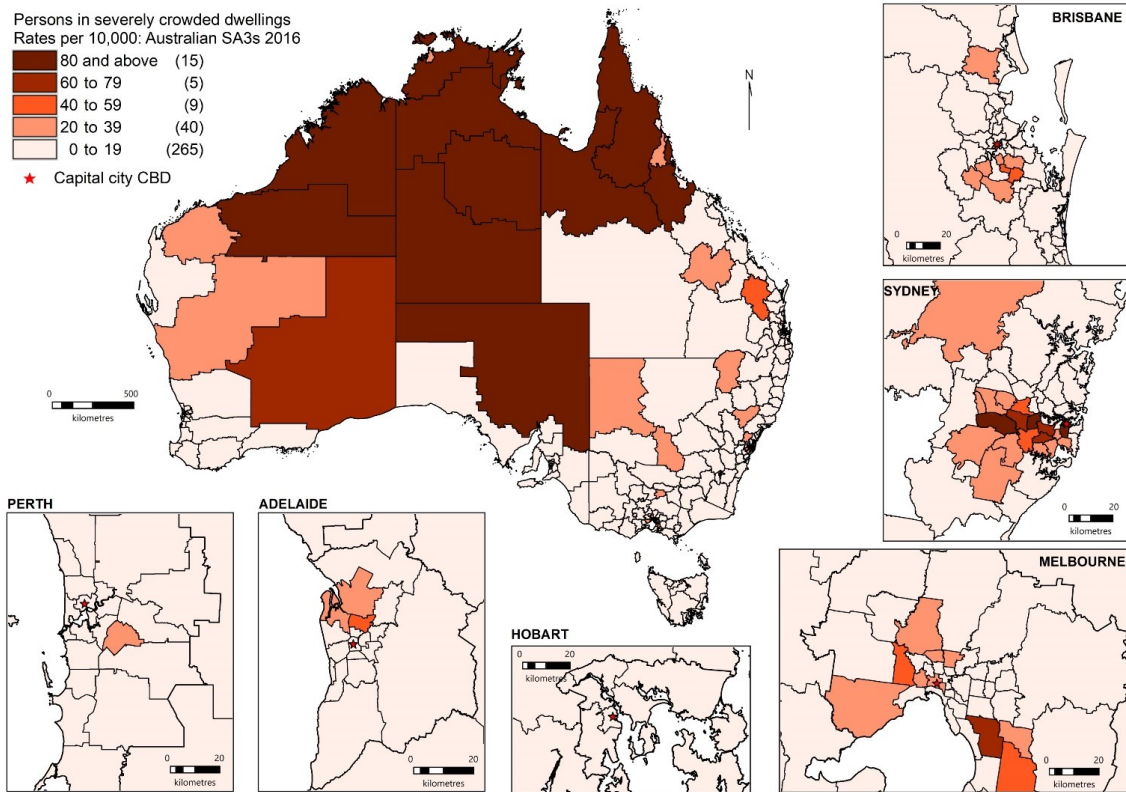 Persons in severely crowded dwellings
Rates per 10,000: Australian SA3s 2016
80 and above (15)
60 to 79 (5)
40 to 59 (9)
20 to 39 (40)
0 to 19 (265)
Capital city CBD
N
0 500
kilometres
BRISBANE
0 20
kilometres
SYDNEY
0 20
kilometres
PERTH
0 20
kilometres
ADELAIDE
0 20
kilometres
HOBART
0 20
kilometres
MELBOURNE
0 20
kilometres